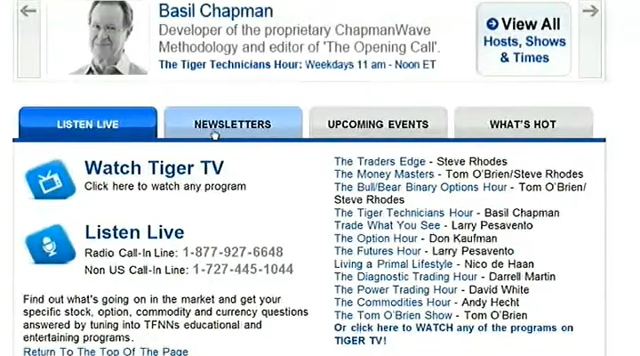 Basil Chapman
Developer of the proprietary ChapmanWave
Methodology and editor of 'The Opening Call'.
The Tiger Technicians Hour: Weekdays 11 am - Noon ET
View All
Hosts, Shows
& Times
LISTEN LIVE
NEWSLETTERS
UPCOMING EVENTS
WHAT'S HOT
Watch Tiger TV
Click here to watch any program
Listen Live
Radio Call-In Line: 1-877-927-6648
Non US Call-In Line: 1-727-445-1044
Find out what's going on in the market and get your
specific stock, option, commodity and currency questions
answered by tuning into TFNNs educational and
entertaining programs.
Return To The Top Of The Page
The Traders Edge - Steve Rhodes
The Money Masters - Tom O'Brien/Steve Rhodes
The Bull/Bear Binary Options Hour - Tom O'Brien/
Steve Rhodes
The Tiger Technicians Hour - Basil Chapman
Trade What You See - Larry Pesavento
The Option Hour - Don Kaufman
The Futures Hour - Larry Pesavento
Living a Primal Lifestyle - Nico de Haan
The Diagnostic Trading Hour - Darrell Martin
The Power Trading Hour - David White
The Commodities Hour - Andy Hecht
The Tom O'Brien Show - Tom O'Brien
Or click here to WATCH any of the programs on
TIGER TV!